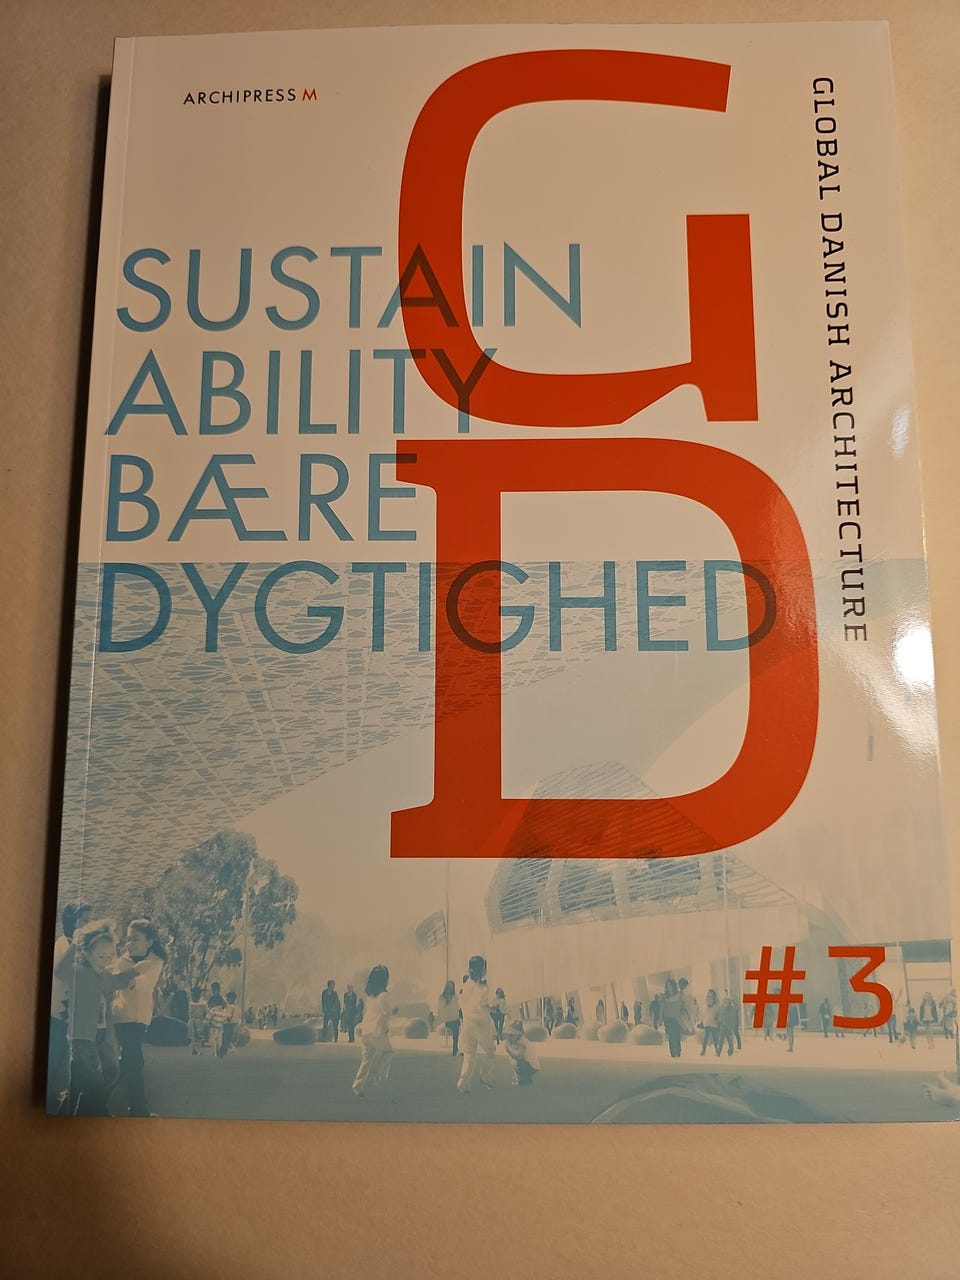 ARCHIPRESS M
GD
GLOBAL DANISH ARCHITECTURE
SUSTAIN
ABILITY
BÆRE
DYGTIGHED
#3